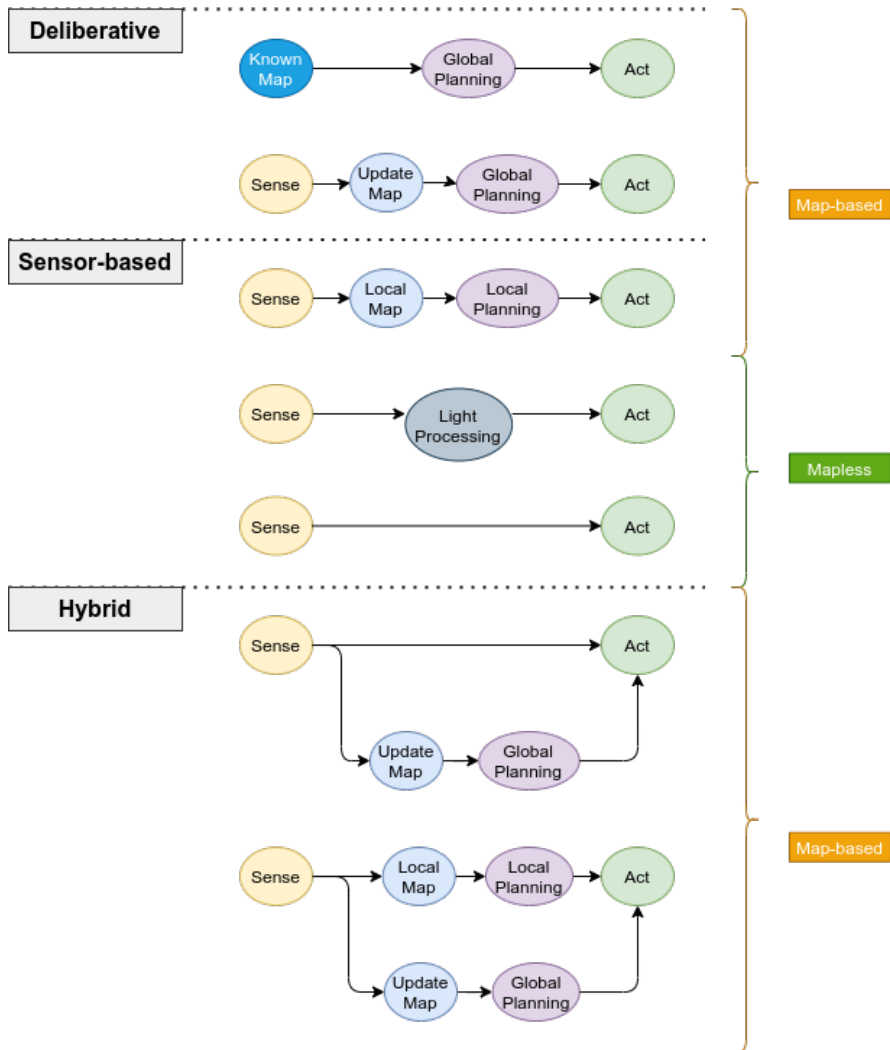 Deliberative
Known
Map
Global
Planning
Act
Sense
Update
Map
Global
Planning
Act
Map-based
Sensor-based
Sense
Local
Map
Local
Planning
Act
Sense
Light
Processing
Act
Mapless
Sense
Act
Hybrid
Sense
Act
Update
Map
Global
Planning
Map-based
Sense
Local
Map
Local
Planning
Act
Update
Map
Global
Planning